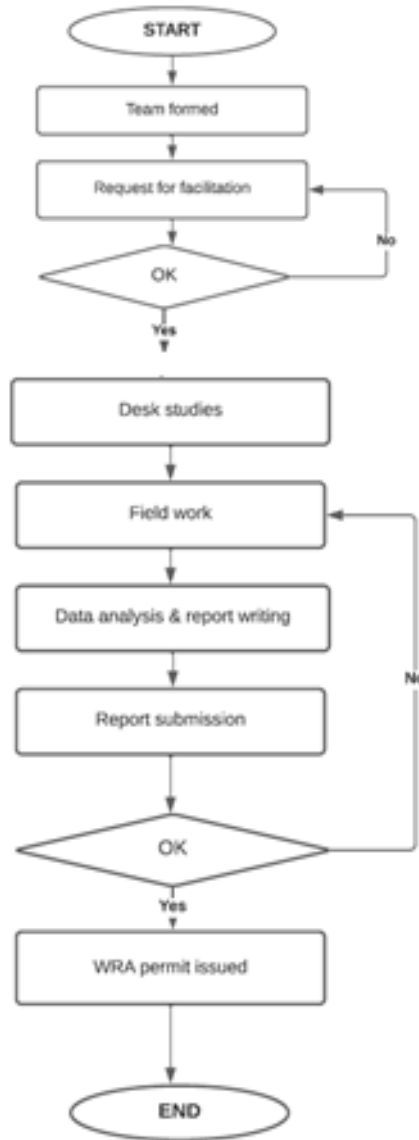 START
Team formed
Request for facilitation
No
OK
Yes
Desk studies
Field work
Data analysis & report writing
No
Report submission
OK
Yes
WRA permit issued
END